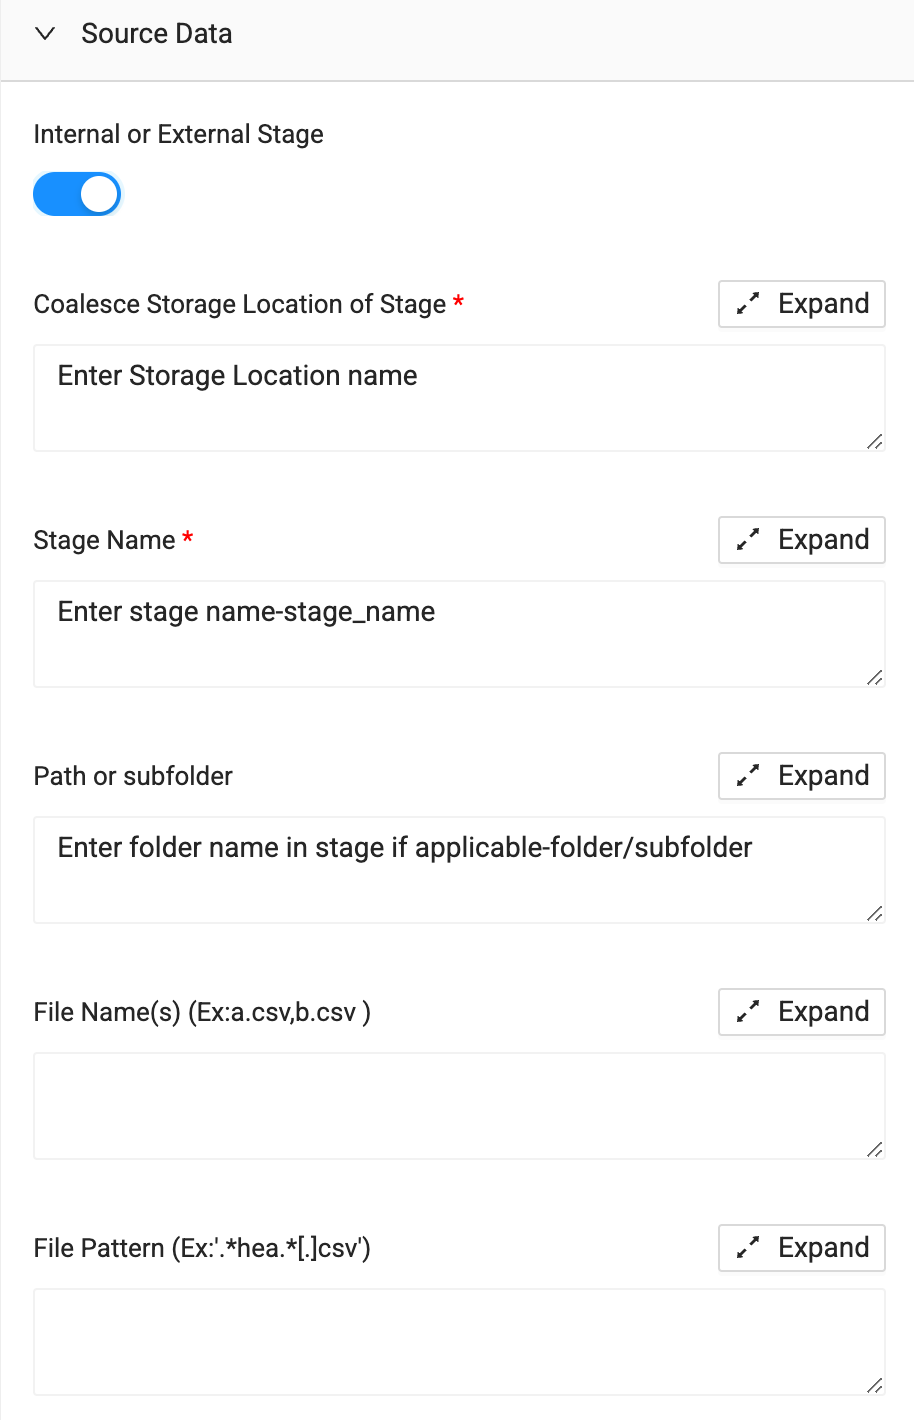 Source Data
Internal or External Stage
Coalesce Storage Location of Stage *
Expand
Enter Storage Location name
Stage Name *
Expand
Enter stage name-stage_name
Path or subfolder
Expand
Enter folder name in stage if applicable-folder/subfolder
File Name(s) (Ex:a.csv,b.csv )
Expand
File Pattern (Ex:'.*hea.*[.]csv')
Expand